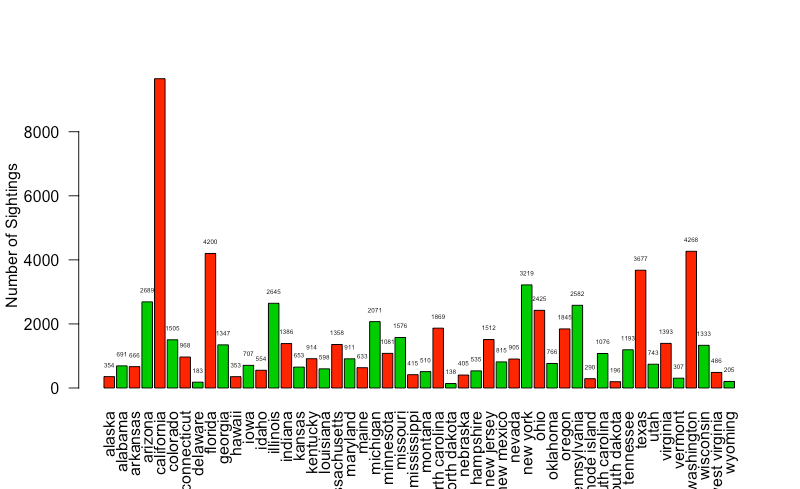 Number of Sightings
8000
6000
4000
2000
0
354
691
666
2689
1505
968
183
4200
1347
353
707
554
2645
1386
653
914
598
1358
911
633
2071
1081
1576
415
510
1869
138
405
535
1512
815
905
3219
2425
766
1845
2582
290
1076
196
1193
3677
743
1393
307
4268
1333
486
205
alaska
alabama
arkansas
arizona
california
colorado
connecticut
delaware
florida
georgia
hawaii
iowa
idaho
illinois
indiana
kansas
kentucky
louisiana
ssachusetts
maryland
maine
michigan
minnesota
missouri
mississippi
montana
rth carolina
orth dakota
nebraska
hampshire
new jersey
ew mexico
nevada
new york
ohio
oklahoma
oregon
ennsylvania
hode island
uth carolina
outh dakota
tennessee
texas
utah
virginia
vermont
washington
wisconsin
est virginia
wyoming